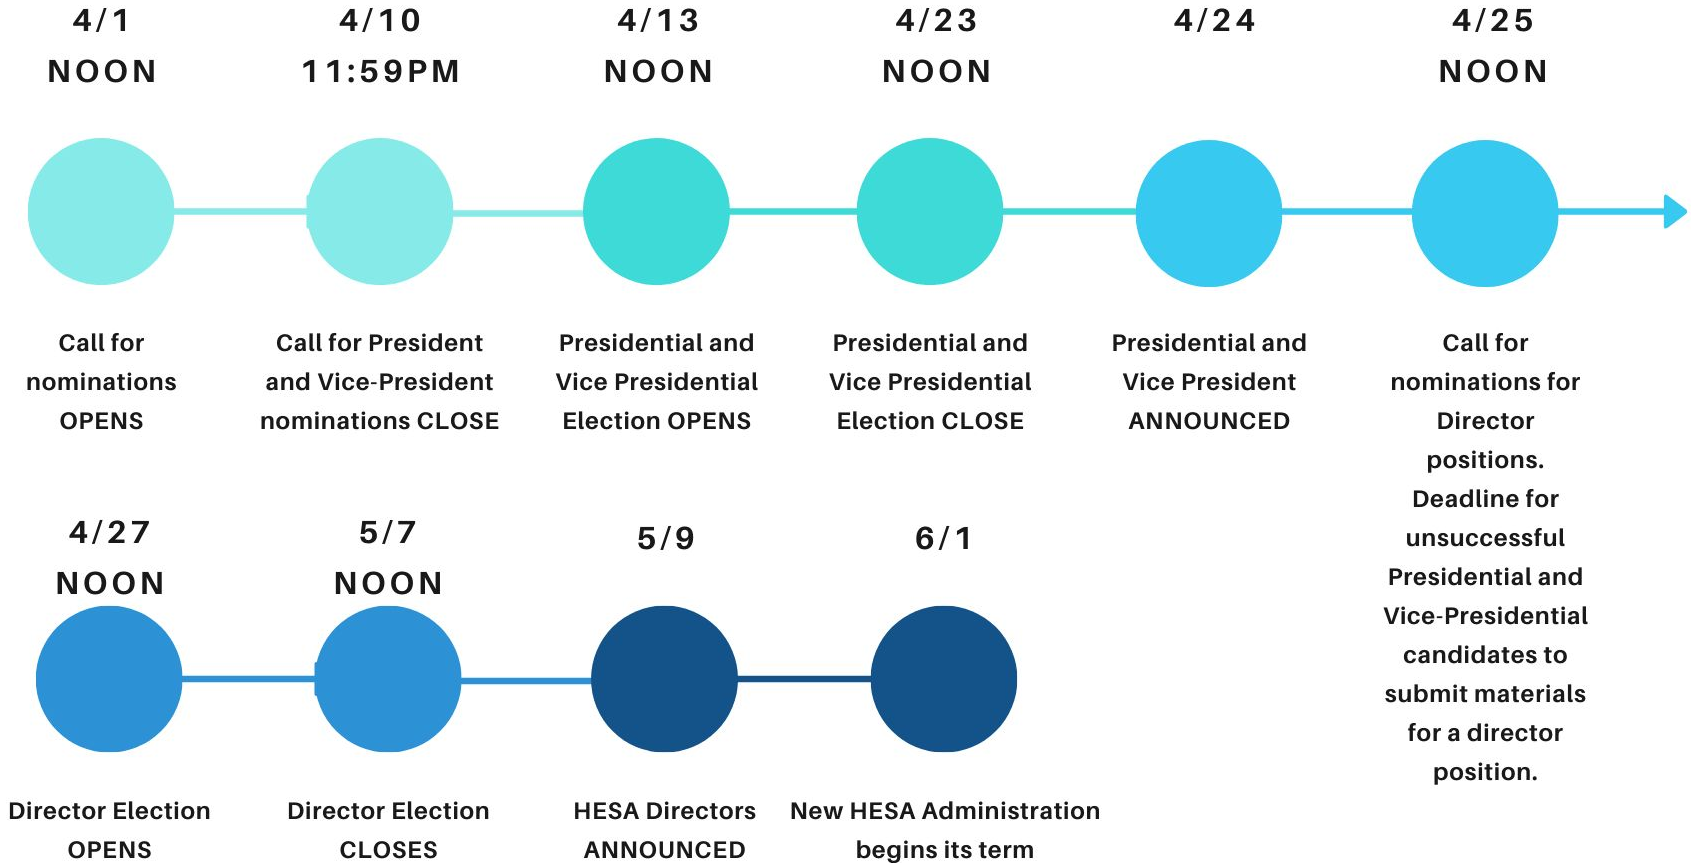 4/1
NOON
4/10
11:59PM
4/13
NOON
4/23
NOON
4/24
4/25
NOON
Call for
nominations
OPENS
Call for President
and Vice-President
nominations CLOSE
Presidential and
Vice Presidential
Election OPENS
Presidential and
Vice Presidential
Election CLOSE
Presidential and
Vice President
ANNOUNCED
Call for
nominations for
Director
positions.
Deadline for
unsuccessful
Presidential and
Vice-Presidential
candidates to
submit materials
for a director
position.
4/27
NOON
5/7
NOON
5/9
6/1
Director Election
OPENS
Director Election
CLOSES
HESA Directors
ANNOUNCED
New HESA Administration
begins its term